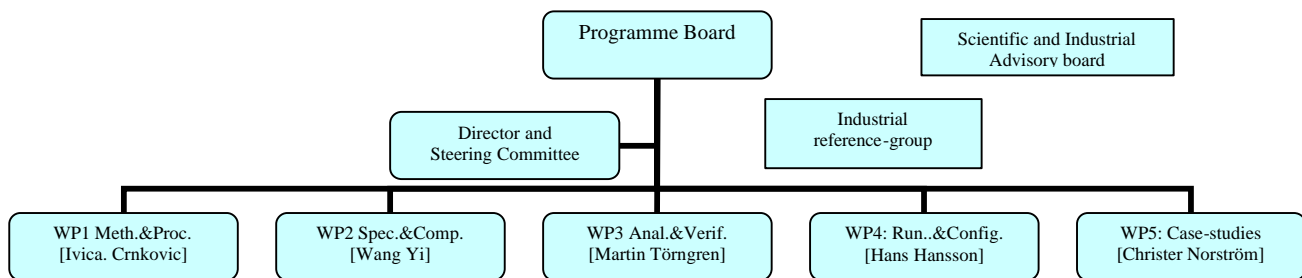 Programme Board
Scientific and Industrial
Advisory board
Industrial
reference-group
Director and
Steering Committee
WP1 Meth.&Proc.
[Ivica. Crnkovic]
WP2 Spec.&Comp.
[Wang Yi]
WP3 Anal.&Verif.
[Martin Törngren]
WP4: Run..&Config.
[Hans Hansson]
WP5: Case-studies
[Christer Norström]